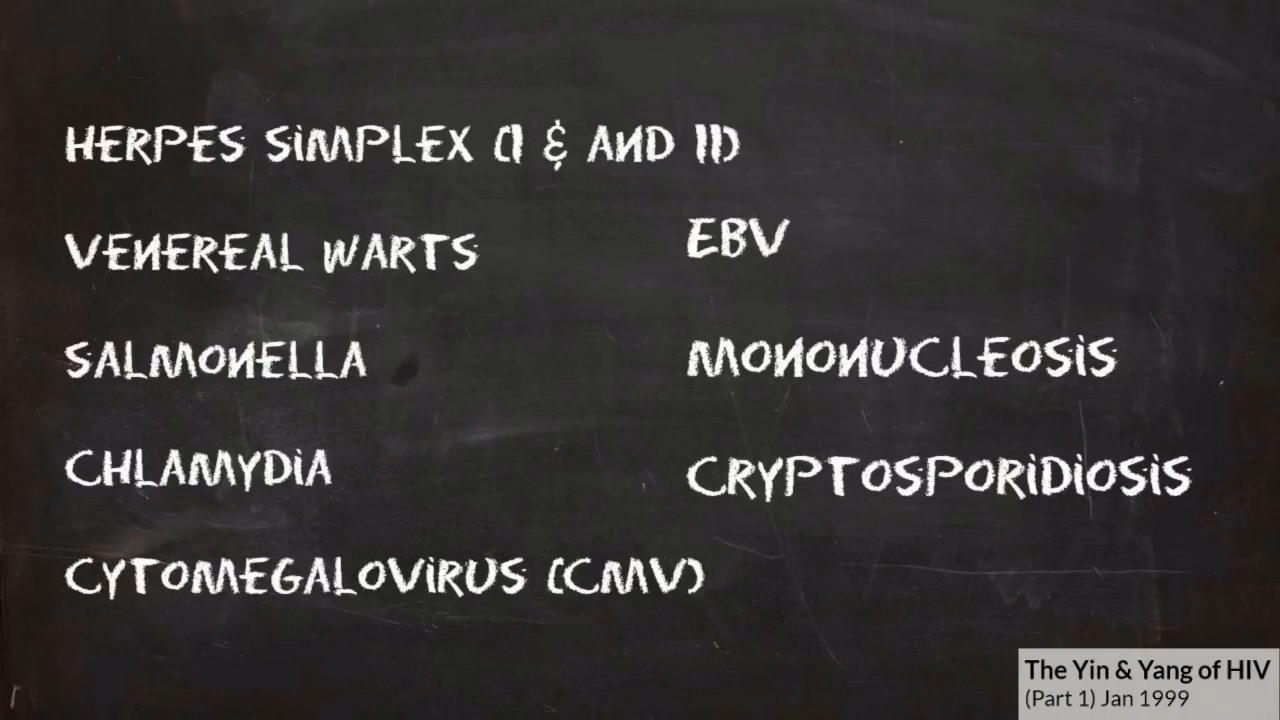 HERPES SIMPLEX (I & AND II)
VENEREAL WARTS
SALMONELLA
CHLAMYDIA
CYTOMEGALOVIRUS (CMV)
EBV
MONONUCLEOSIS
CRYPTOSPORIDIOSIS
The Yin & Yang of HIV
(Part 1) Jan 1999